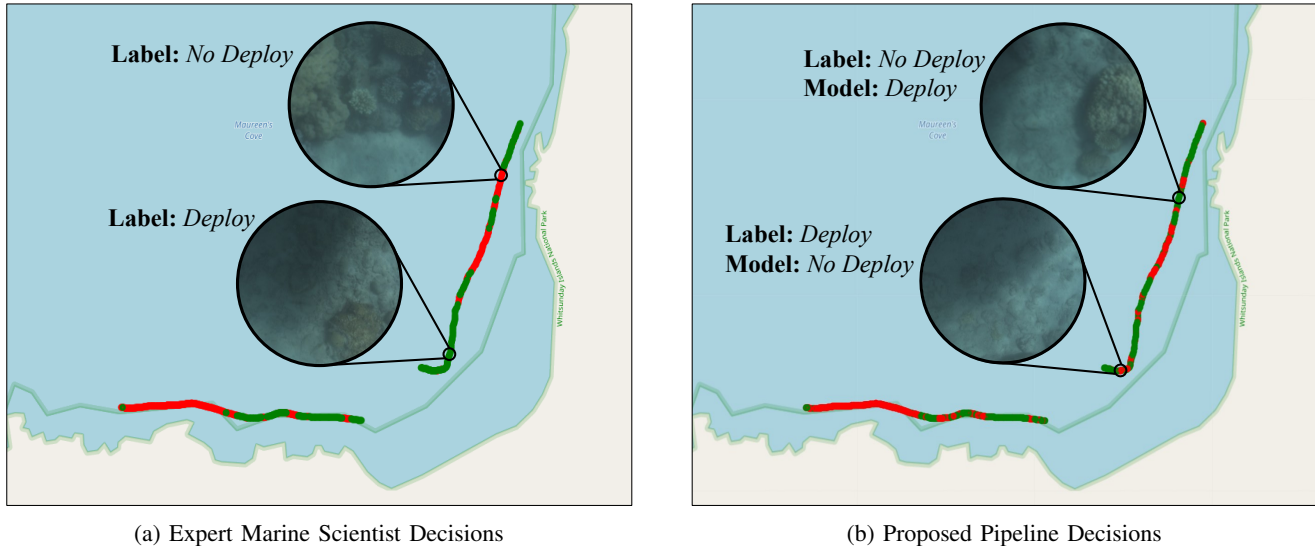 Label: No Deploy
Maureen's
Cove
Label: Deploy
Whitsunday Islands National Park
(a) Expert Marine Scientist Decisions
Label: No Deploy
Model: Deploy
Maureen's
Cove
Label: Deploy
Model: No Deploy
Whitsunday Islands National Park
(b) Proposed Pipeline Decisions